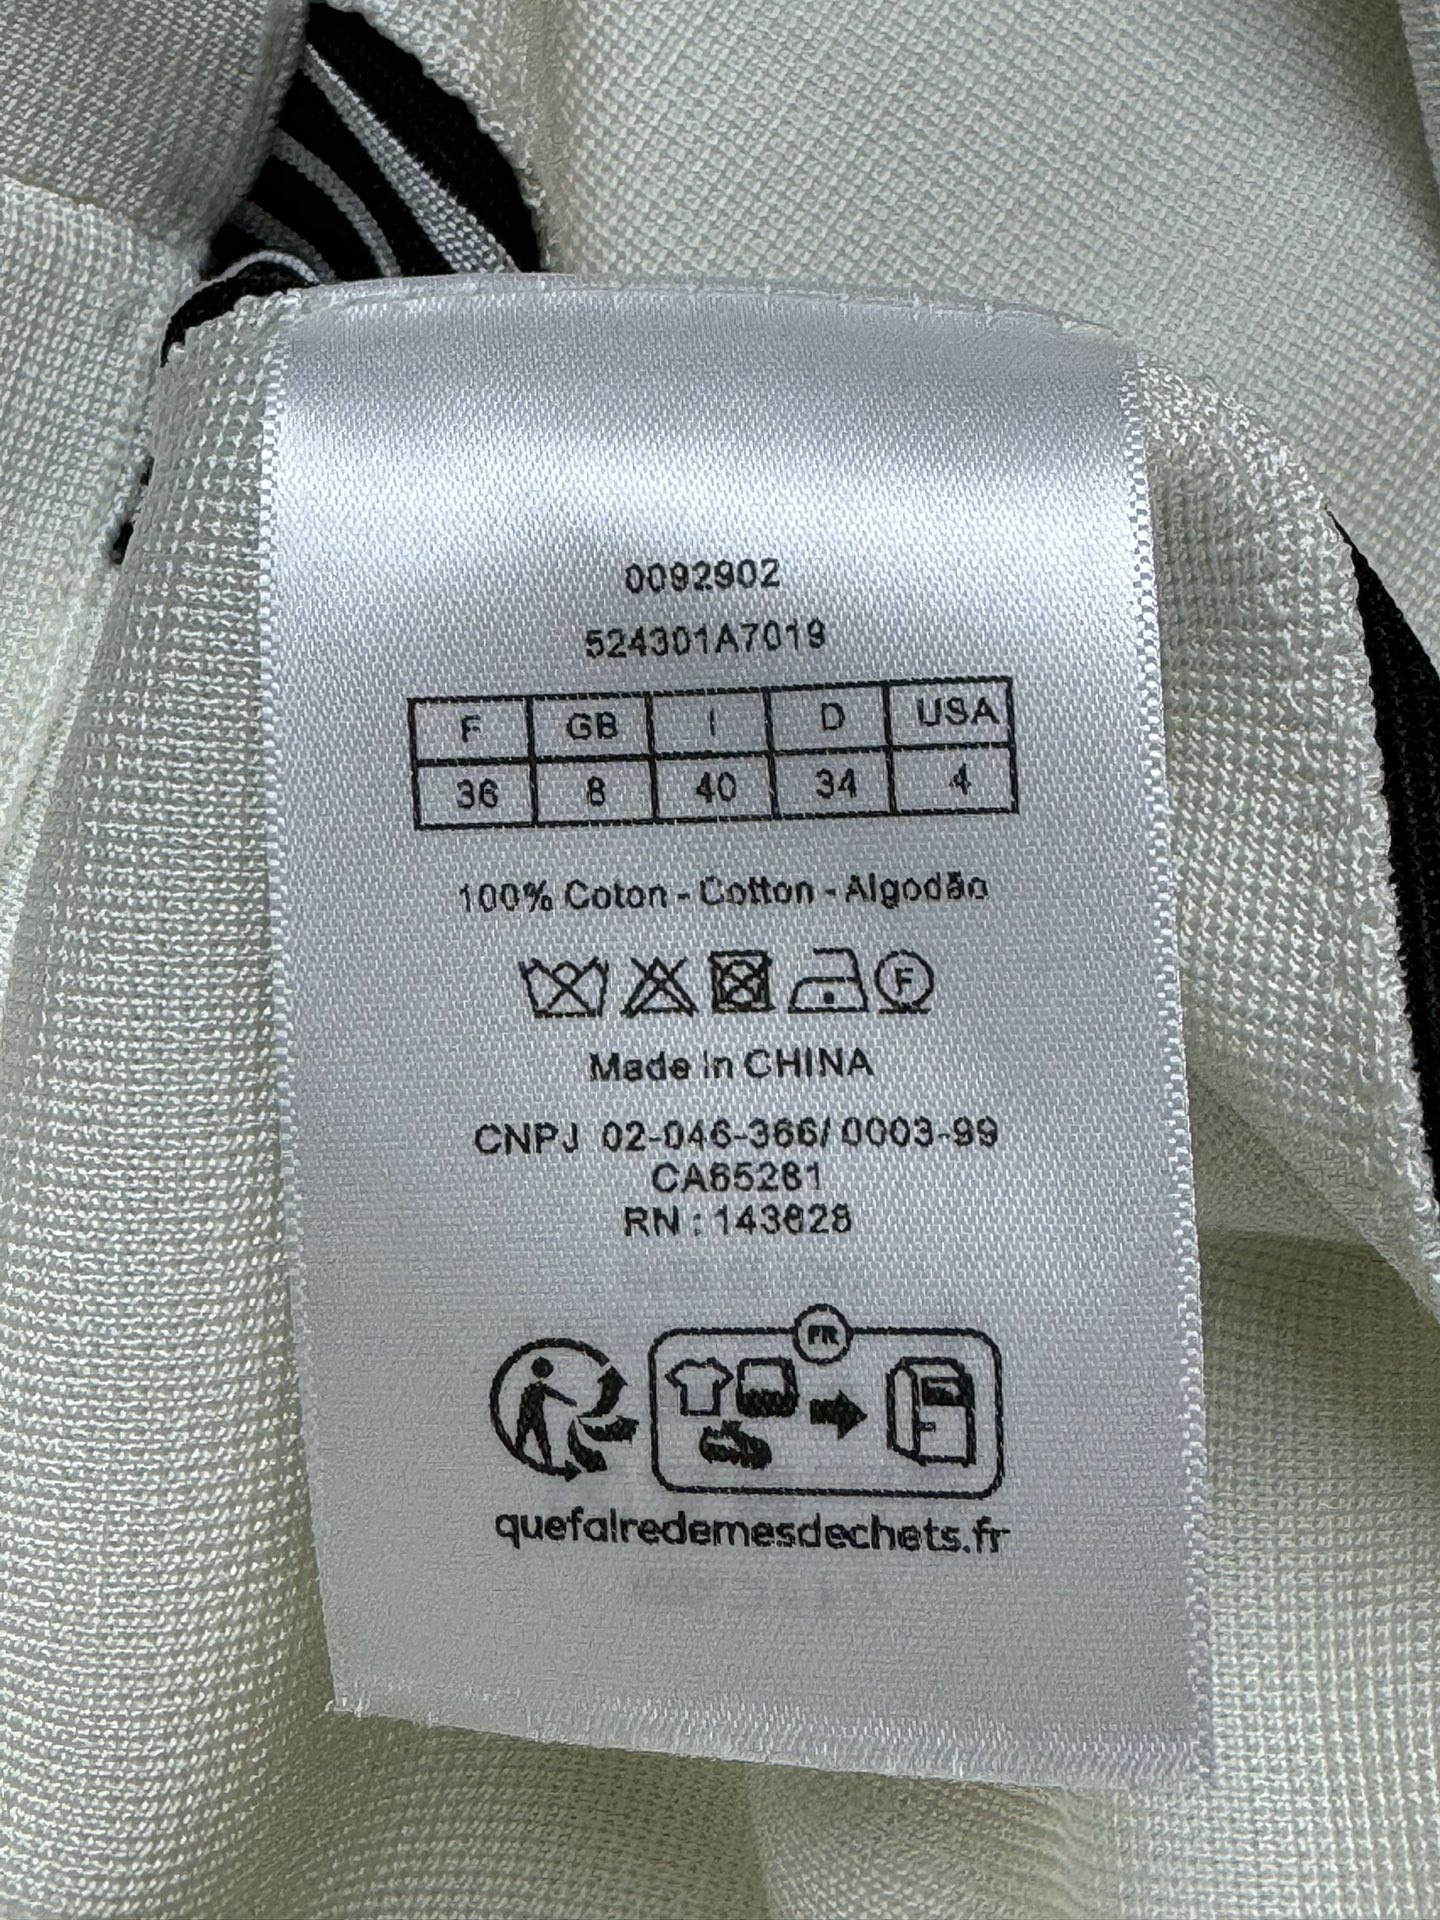 0092902
524301A7019
F GB I D USA
36 8 40 34 4
100% Coton - Cotton - Algodão
F
Made in CHINA
CNPJ 02-046-366/ 0003-99
CA65281
RN : 143628
FR
quefairedemesdechets.fr